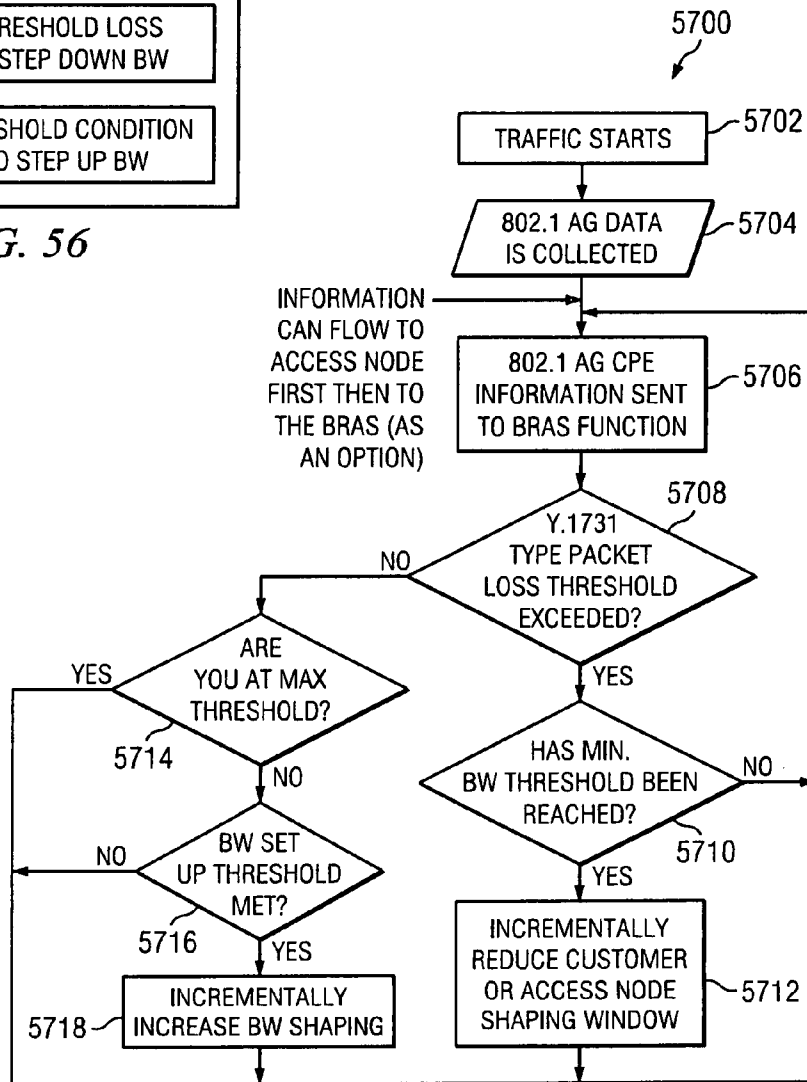 RESHOLD LOSS
STEP DOWN BW
SHOLD CONDITION
O STEP UP BW
G. 56
5700
TRAFFIC STARTS
5702
802.1 AG DATA
IS COLLECTED
5704
INFORMATION
CAN FLOW TO
ACCESS NODE
FIRST THEN TO
THE BRAS (AS
AN OPTION)
802.1 AG CPE
INFORMATION SENT
TO BRAS FUNCTION
5706
5708
Y.1731
TYPE PACKET
LOSS THRESHOLD
EXCEEDED?
NO
YES
ARE
YOU AT MAX
THRESHOLD?
YES
5714
NO
HAS MIN.
BW THRESHOLD BEEN
REACHED?
NO
5710
YES
BW SET
UP THRESHOLD
MET?
NO
5716
YES
INCREMENTALLY
REDUCE CUSTOMER
OR ACCESS NODE
SHAPING WINDOW
5712
INCREMENTALLY
INCREASE BW SHAPING
5718